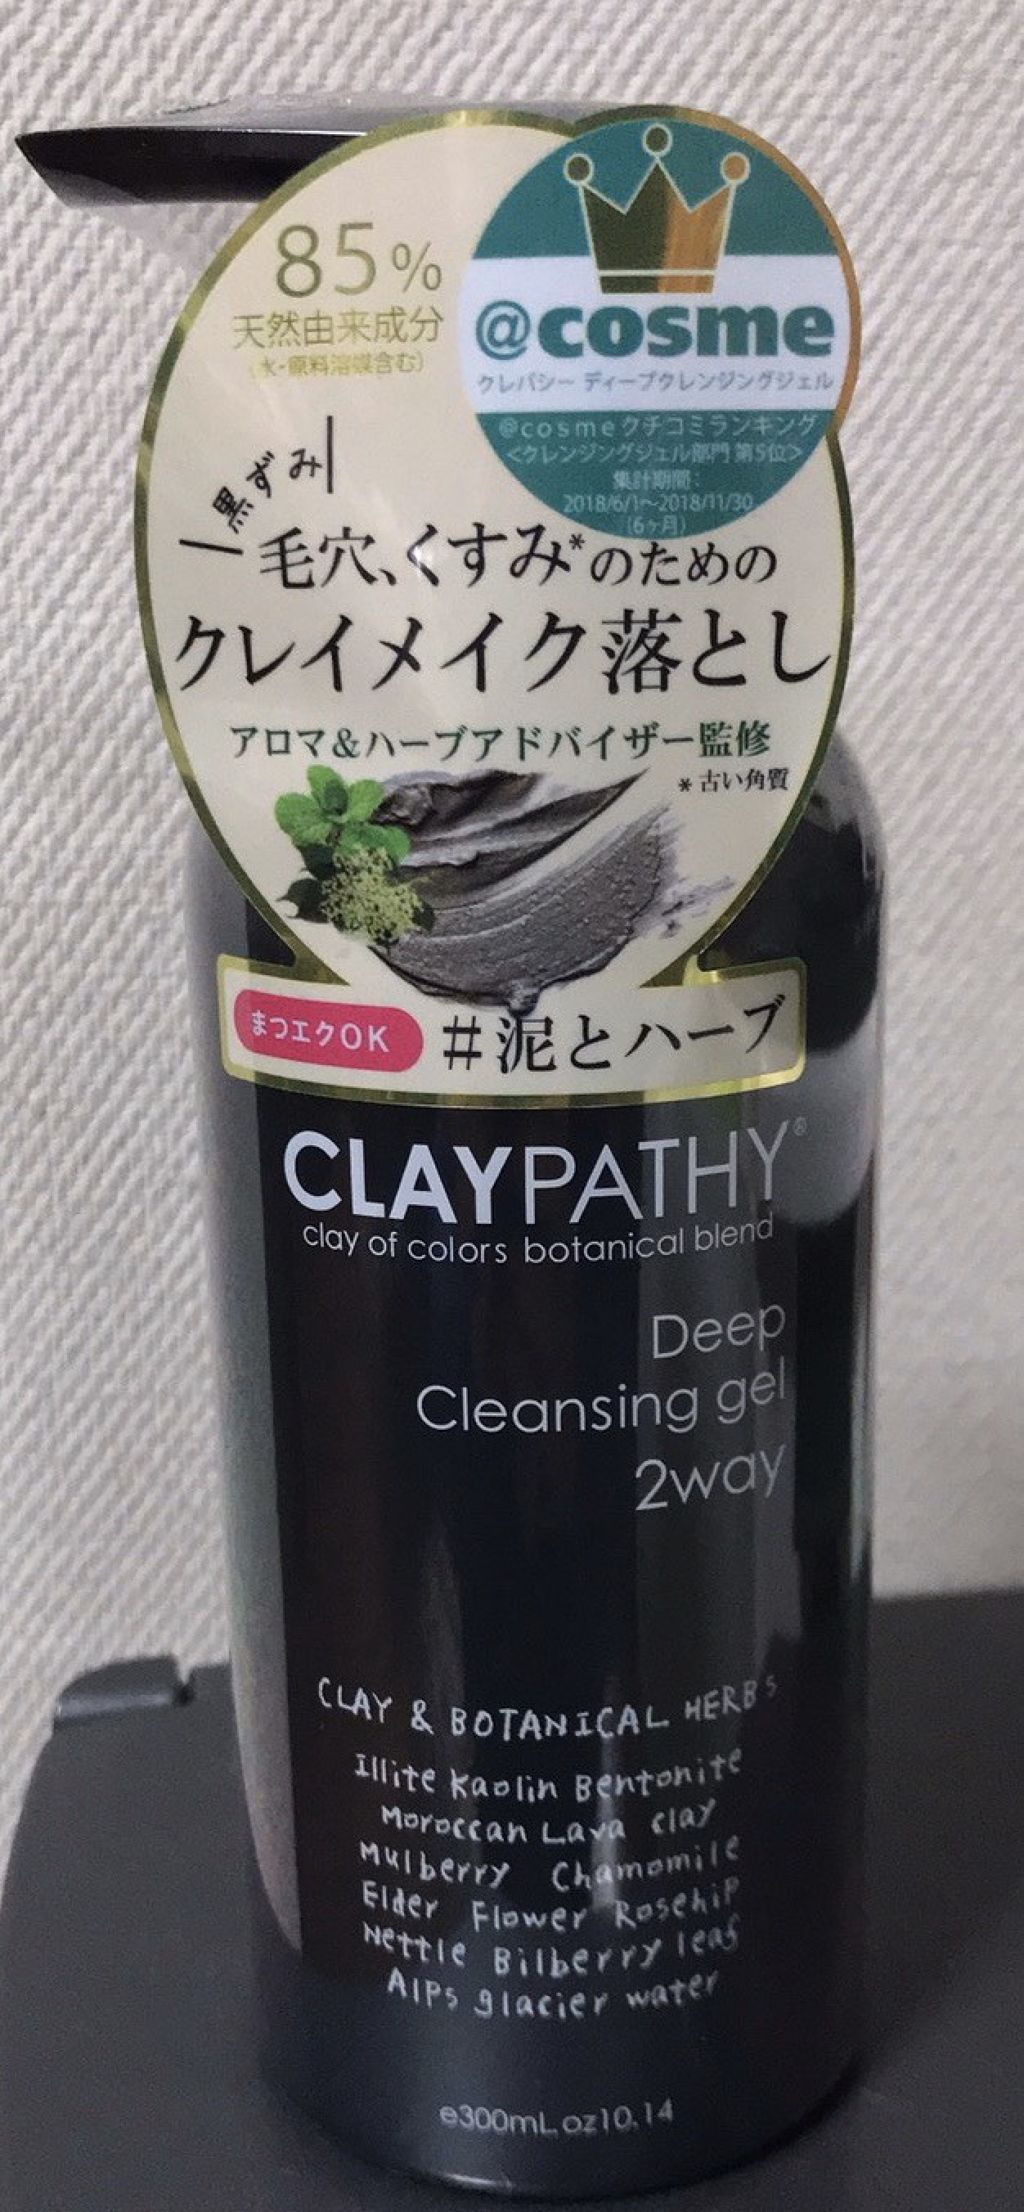 85%
天然由来成分
(水・原料溶媒含む)
@cosme
クレパシー ディープクレンジングジェル
@cosmeクチコミランキング
<クレンジングジェル部門 第5位>
集計期間:
2018/6/1〜2018/11/30
(6ヶ月)
黒ずみ
毛穴、くすみ*のための
クレイメイク落とし
アロマ&ハーブアドバイザー監修
*古い角質
まつエクOK
#泥とハーブ
CLAYPATHY®
clay of colors botanical blend
Deep
Cleansing gel
2way
CLAY & BOTANICAL HERBS
Illite Kaolin Bentonite
Moroccan Lava clay
Mulberry Chamomile
Elder Flower Rosehip
Nettle Bilberry leaf
Alps glacier water
e300mL oz10.14